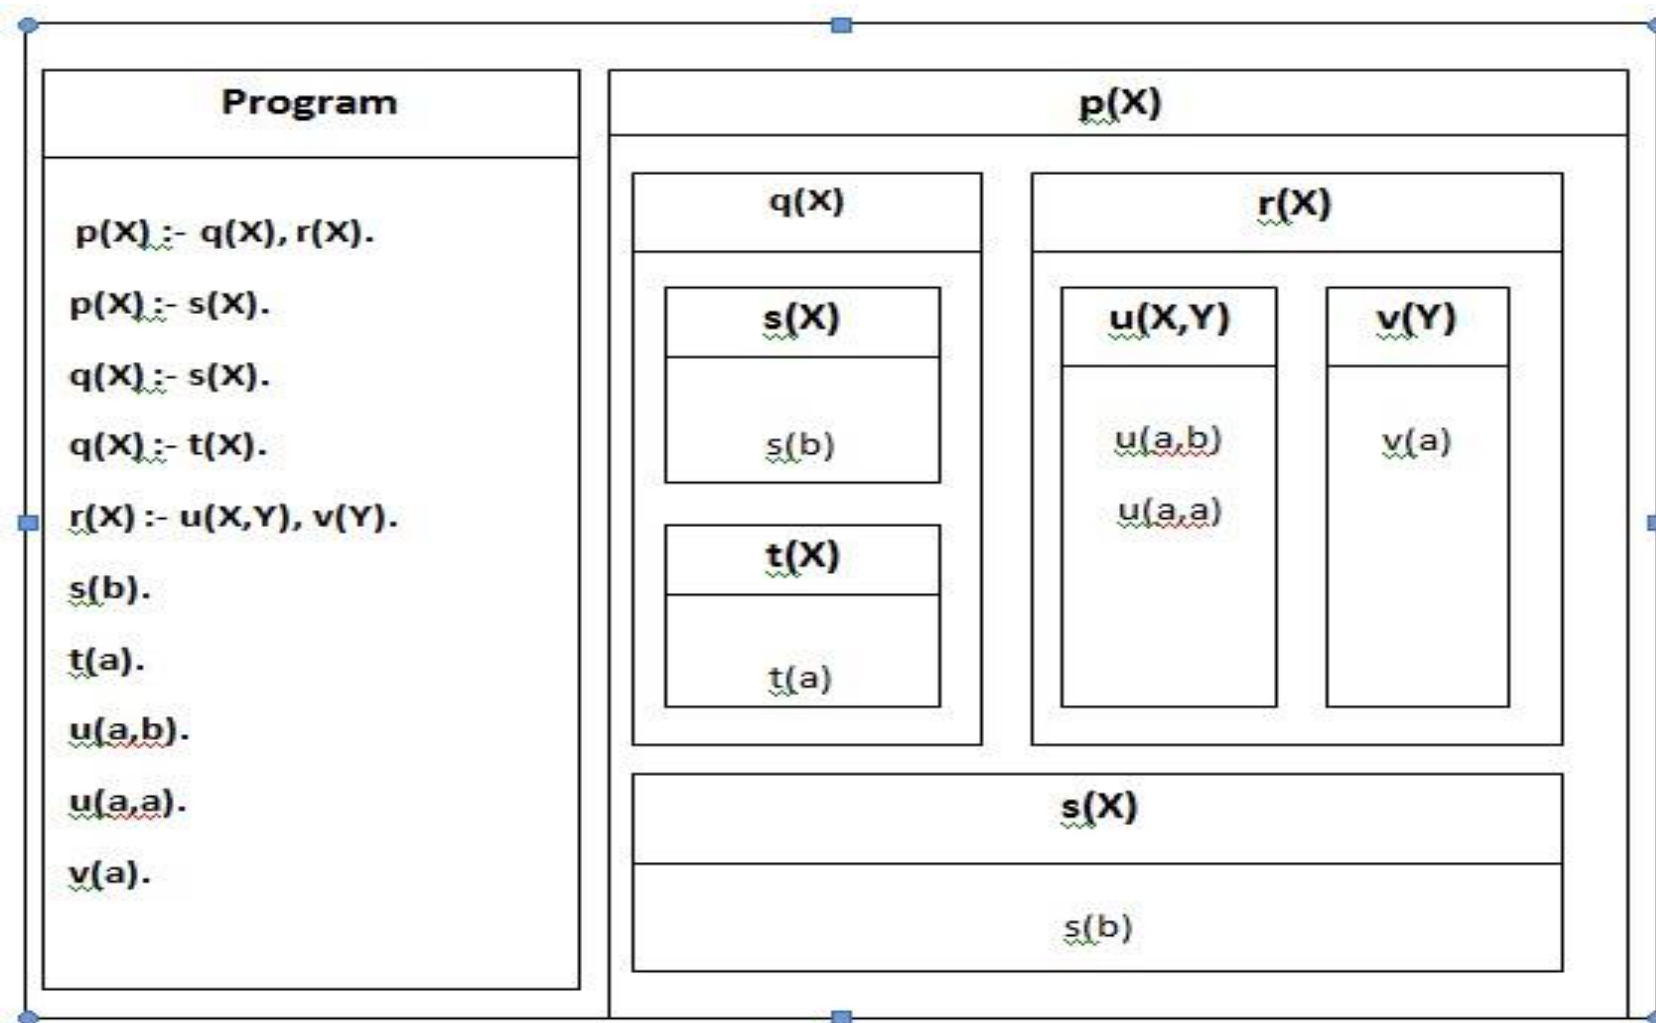 Program
p(X) :- q(X), r(X).
p(X) :- s(X).
q(X) :- s(X).
q(X) :- t(X).
r(X) :- u(X,Y), v(Y).
s(b).
t(a).
u(a,b).
u(a,a).
v(a).
p(X)
q(X)
s(X)
s(b)
t(X)
t(a)
r(X)
u(X,Y)
u(a,b)
u(a,a)
v(Y)
v(a)
s(X)
s(b)